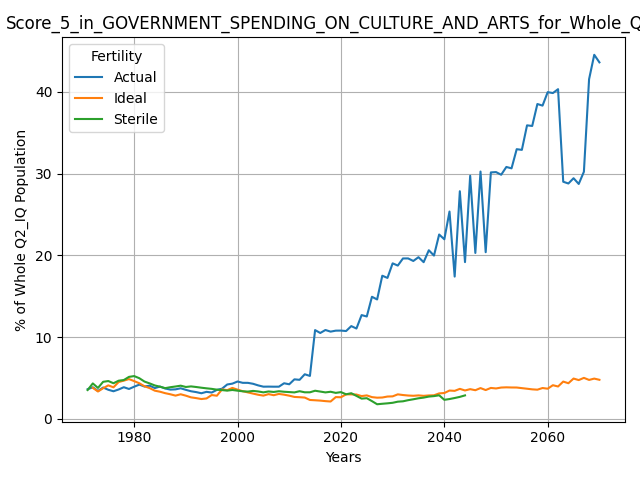 Score_5_in_GOVERNMENT_SPENDING_ON_CULTURE_AND_ARTS_for_Whole_Q
Fertility
Actual
Ideal
Sterile
% of Whole Q2_IQ Population
40
30
20
10
0
1980 2000 2020 2040 2060
Years